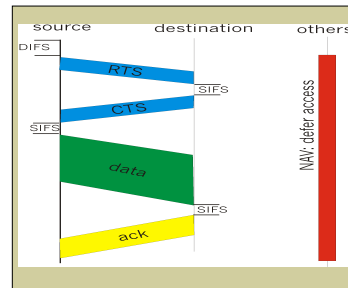 source destination others
DIFS
RTS
SIFS
CTS
SIFS
data
SIFS
ack
NAV: defer access